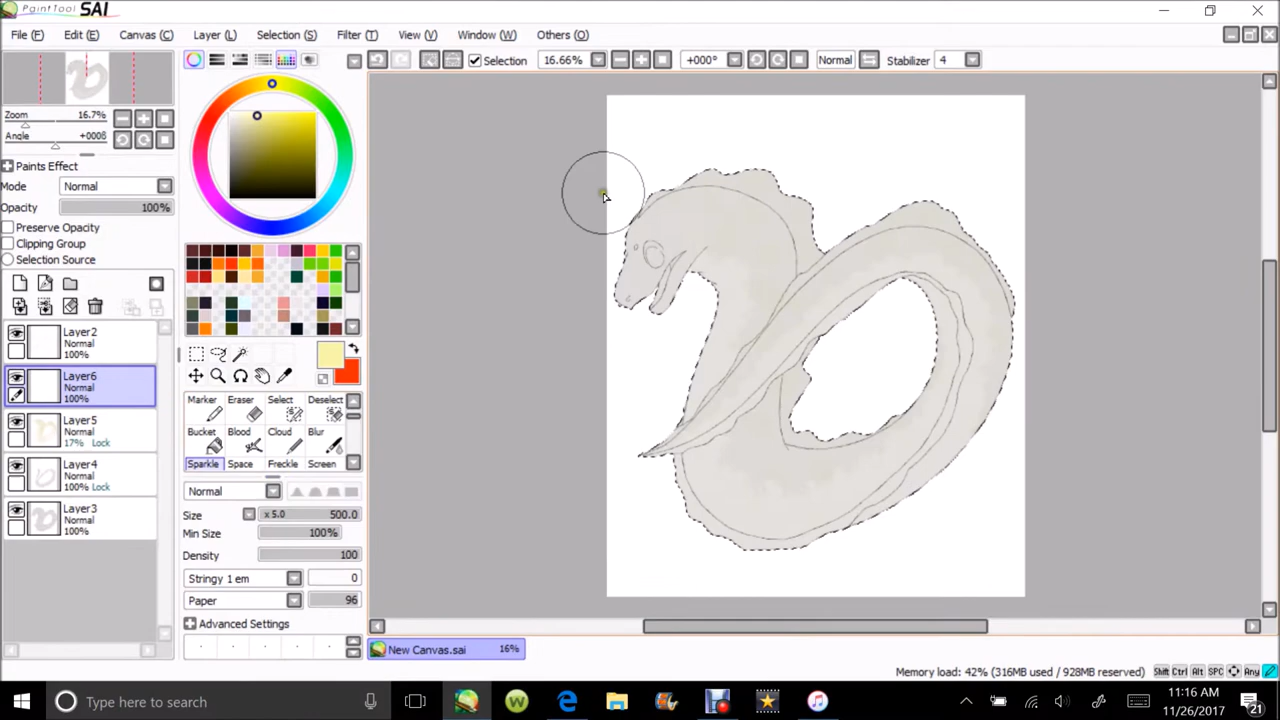 PaintTool SAI
File (F) Edit (E) Canvas (C) Layer (L) Selection (S) Filter (T) View (V) Window (W) Others (O)
Selection 16.66% +000° Normal Stabilizer 4
Zoom 16.7%
Angle +000δ
Paints Effect
Mode Normal
Opacity 100%
Preserve Opacity
Clipping Group
Selection Source
Layer2
Normal
100%
Layer6
Normal
100%
Layer5
Normal
17% Lock
Layer4
Normal
100% Lock
Layer3
Normal
100%
Marker Eraser Select Deselect
Bucket Blood Cloud Blur
Sparkle Space Freckle Screen
Normal
Size x 5.0 500.0
Min Size 100%
Density 100
Stringy 1 em 0
Paper 96
Advanced Settings
New Canvas.sai 16%
Memory load: 42% (316MB used / 928MB reserved) Shift Ctrl Alt SPC Any
Type here to search
11:16 AM
11/26/2017
21